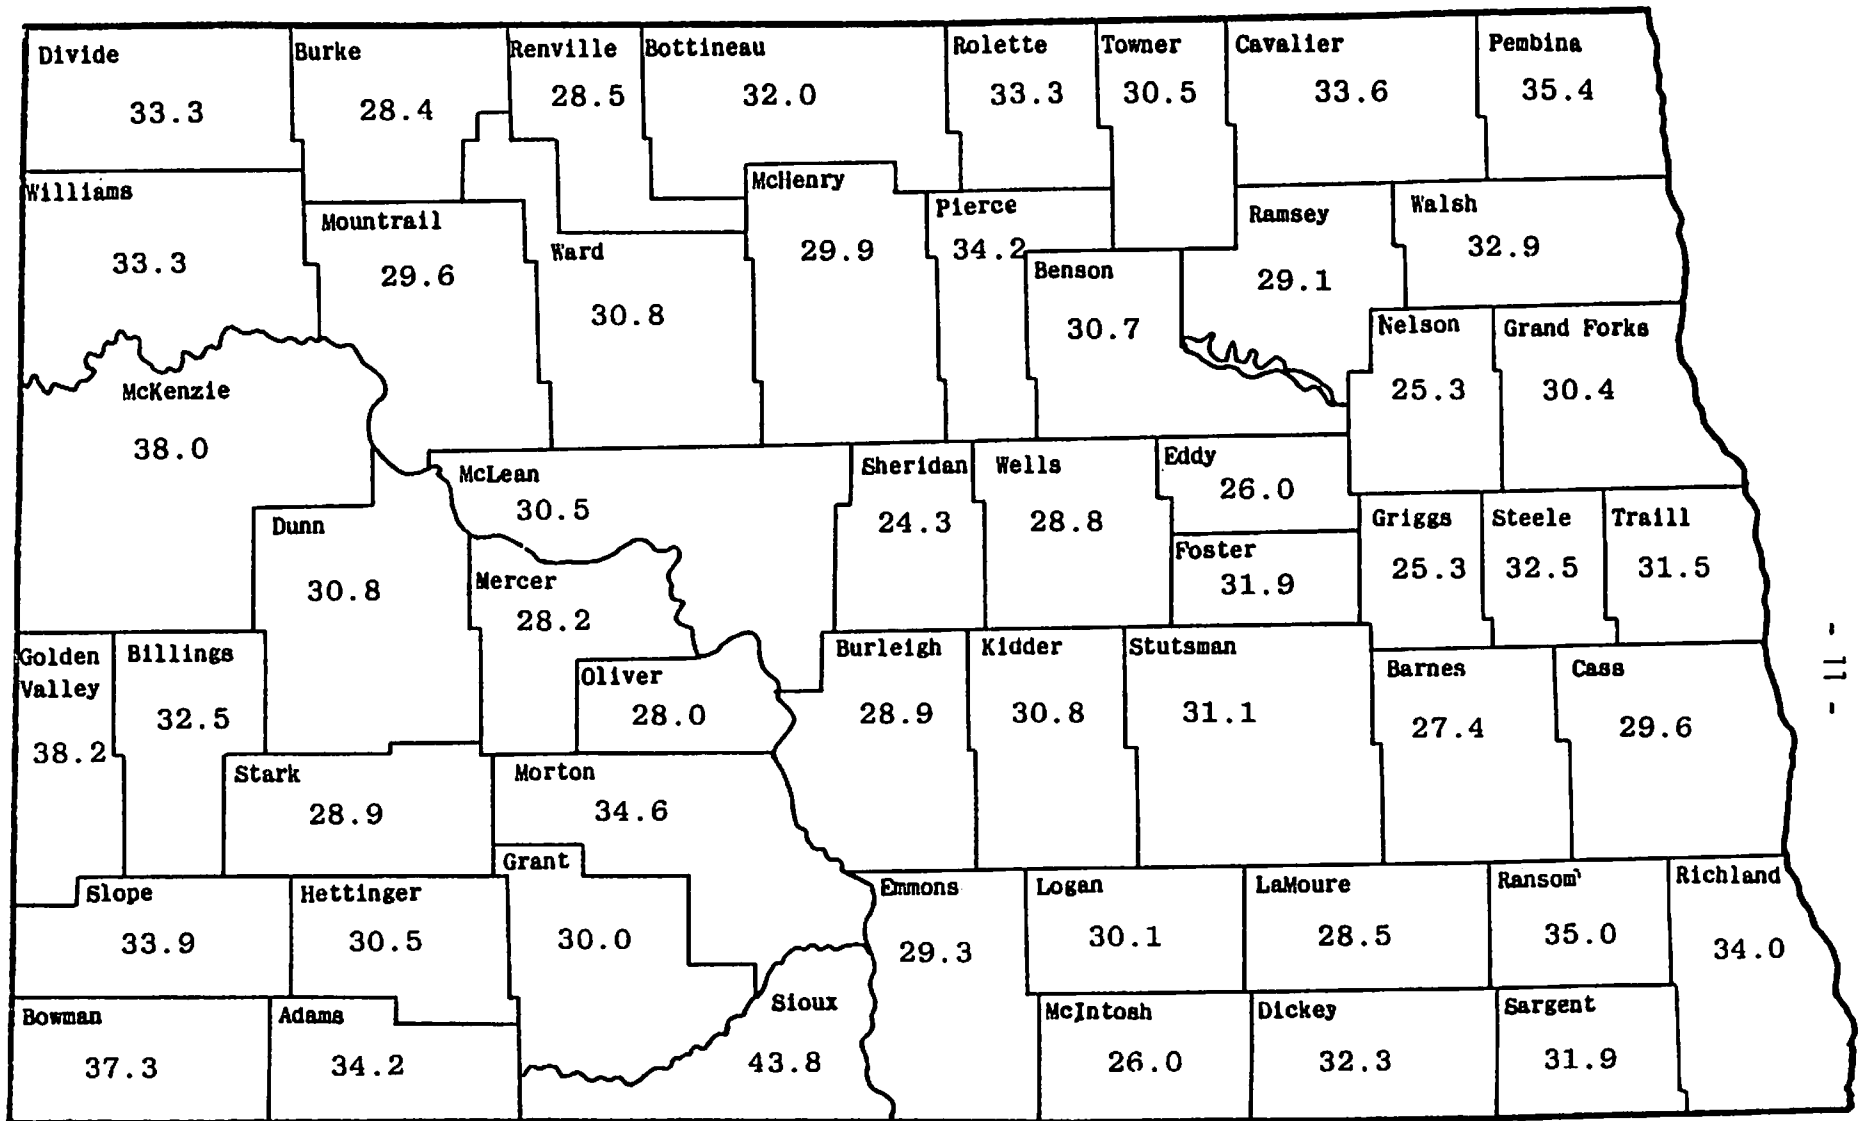 Divide
33.3
Burke
28.4
Renville
28.5
Bottineau
32.0
Rolette
33.3
Towner
30.5
Cavalier
33.6
Pembina
35.4
Williams
33.3
Mountrail
29.6
Ward
30.8
McHenry
29.9
Pierce
34.2
Benson
30.7
Ramsey
29.1
Walsh
32.9
Nelson
25.3
Grand Forks
30.4
McKenzie
38.0
Dunn
30.8
McLean
30.5
Mercer
28.2
Oliver
28.0
Sheridan
24.3
Wells
28.8
Eddy
26.0
Foster
31.9
Griggs
25.3
Steele
32.5
Traill
31.5
Golden
Valley
38.2
Billings
32.5
Stark
28.9
Morton
34.6
Burleigh
28.9
Kidder
30.8
Stutsman
31.1
Barnes
27.4
Cass
29.6
Slope
33.9
Hettinger
30.5
Grant
30.0
Emmons
29.3
Logan
30.1
LaMoure
28.5
Ransom
35.0
Richland
34.0
Bowman
37.3
Adams
34.2
Sioux
43.8
McIntosh
26.0
Dickey
32.3
Sargent
31.9
- 11 -